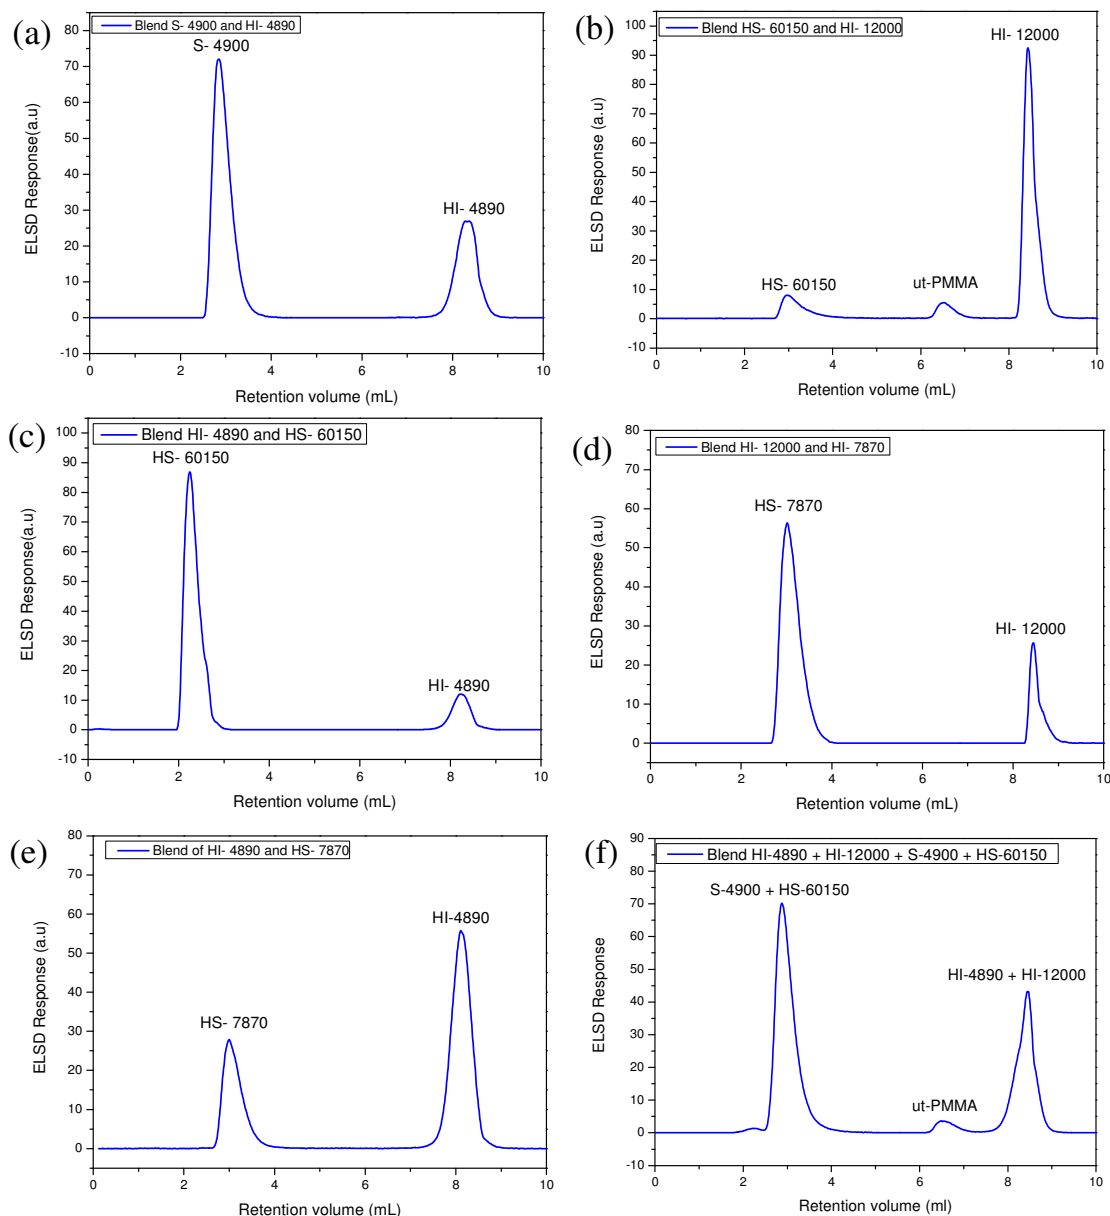 (a)
Blend S- 4900 and HI- 4890
S- 4900
HI- 4890
ELSD Response(a.u)
80
70
60
50
40
30
20
10
0
-10
0 2 4 6 8 10
Retention volume (mL)
(b)
Blend HS- 60150 and HI- 12000
HI- 12000
HS- 60150
ut-PMMA
ELSD Response (a.u)
100
90
80
70
60
50
40
30
20
10
0
-10
0 2 4 6 8 10
Retention volume (mL)
(c)
Blend HI- 4890 and HS- 60150
HS- 60150
HI- 4890
ELSD Response(a.u)
100
90
80
70
60
50
40
30
20
10
0
-10
0 2 4 6 8 10
Retention volume (mL)
(d)
Blend HI- 12000 and HI- 7870
HS- 7870
HI- 12000
ELSD Response (a.u)
80
70
60
50
40
30
20
10
0
0 2 4 6 8 10
Retention volume (mL)
(e)
Blend of HI- 4890 and HS- 7870
HI-4890
HS- 7870
ELSD Response (a.u)
80
70
60
50
40
30
20
10
0
0 2 4 6 8 10
Retention volume (mL)
(f)
Blend HI-4890 + HI-12000 + S-4900 + HS-60150
S-4900 + HS-60150
HI-4890 + HI-12000
ut-PMMA
ELSD Response
90
80
70
60
50
40
30
20
10
0
-10
0 2 4 6 8 10
Retention volume (ml)